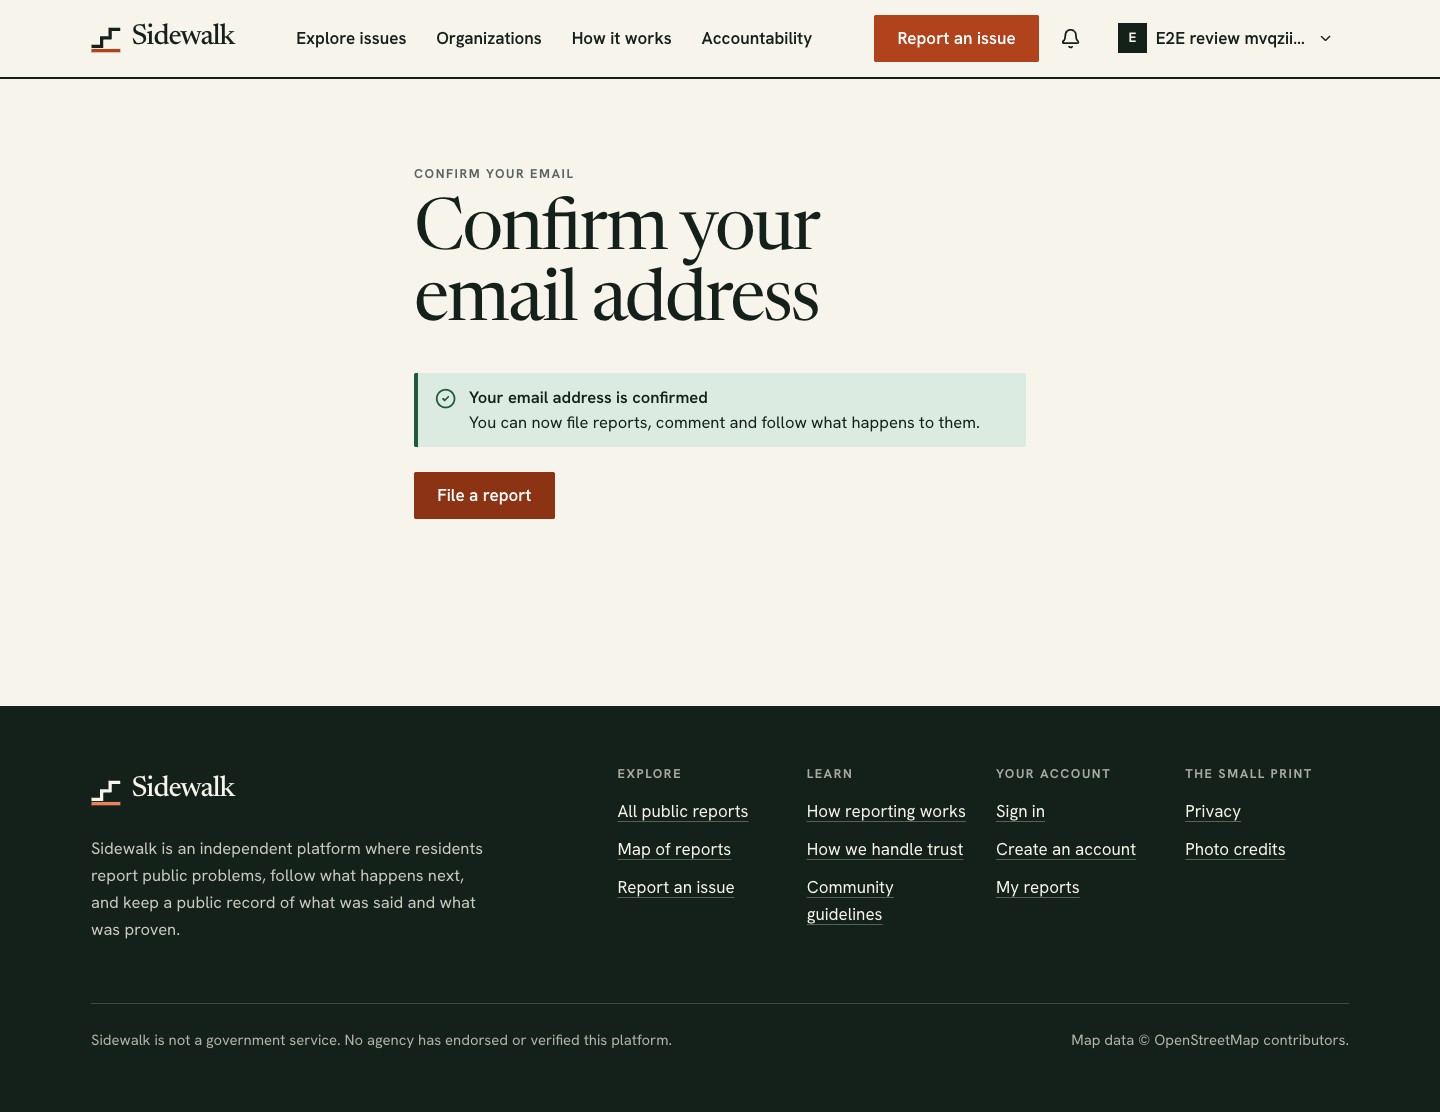 Sidewalk
Explore issues
Organizations
How it works
Accountability
Report an issue
E
E2E review mvqzii...
CONFIRM YOUR EMAIL
Confirm your
email address
Your email address is confirmed
You can now file reports, comment and follow what happens to them.
File a report
Sidewalk
Sidewalk is an independent platform where residents
report public problems, follow what happens next,
and keep a public record of what was said and what
was proven.
EXPLORE
All public reports
Map of reports
Report an issue
LEARN
How reporting works
How we handle trust
Community
guidelines
YOUR ACCOUNT
Sign in
Create an account
My reports
THE SMALL PRINT
Privacy
Photo credits
Sidewalk is not a government service. No agency has endorsed or verified this platform.
Map data © OpenStreetMap contributors.